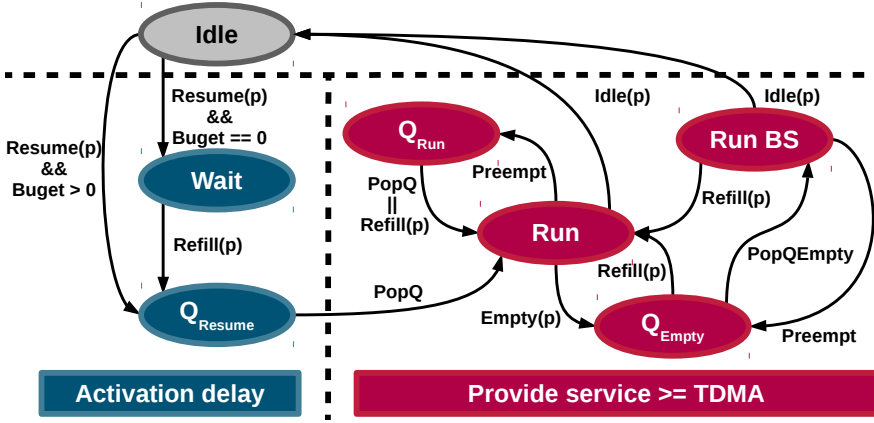 Idle
Resume(p)
&&
Buget == 0
Resume(p)
&&
Buget > 0
Wait
Refill(p)
QResume
PopQ
Idle(p)
Idle(p)
QRun
Run BS
Preempt
PopQ
||
Refill(p)
Refill(p)
Run
Refill(p)
PopQEmpty
Empty(p)
QEmpty
Preempt
Activation delay
Provide service >= TDMA